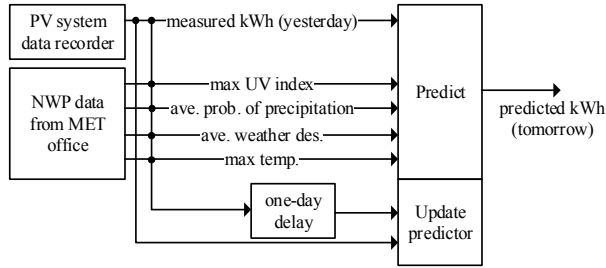 PV system
data recorder
measured kWh (yesterday)
NWP data
from MET
office
max UV index
ave. prob. of precipitation
ave. weather des.
max temp.
Predict
predicted kWh
(tomorrow)
one-day
delay
Update
predictor